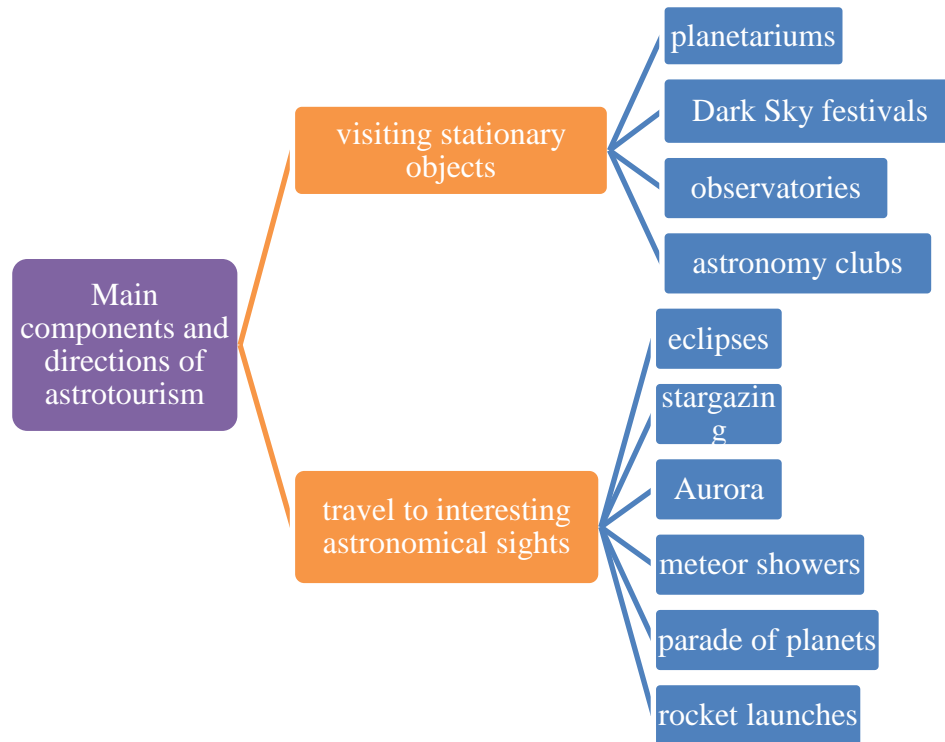 Main
components and
directions of
astrotourism
visiting stationary
objects
planetariums
Dark Sky festivals
observatories
astronomy clubs
travel to interesting
astronomical sights
eclipses
stargazin
g
Aurora
meteor showers
parade of planets
rocket launches